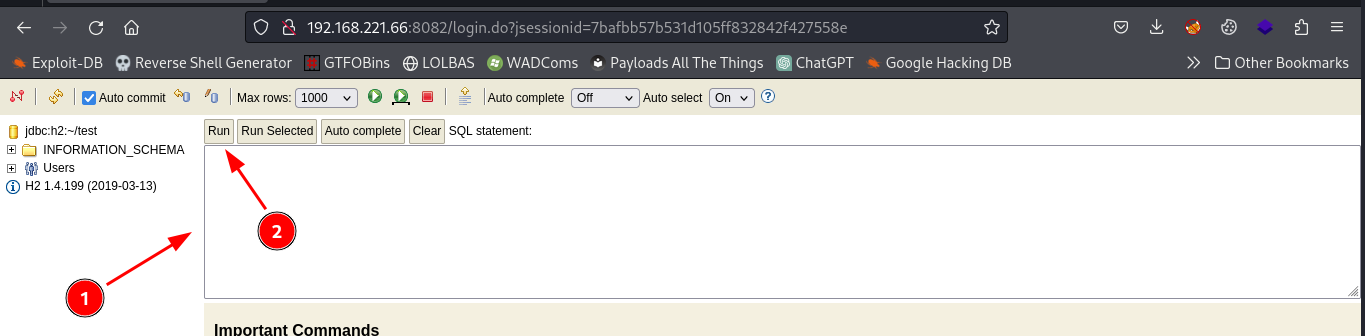 192.168.221.66:8082/login.do?jsessionid=7bafbb57b531d105ff832842f427558e
Exploit-DB Reverse Shell Generator GTFOBins LOLBAS WADComs Payloads All The Things ChatGPT Google Hacking DB Other Bookmarks
Auto commit Max rows: 1000 Auto complete Off Auto select On
jdbc:h2:~/test
INFORMATION_SCHEMA
Users
H2 1.4.199 (2019-03-13)
Run Run Selected Auto complete Clear SQL statement:
2
1
Important Commands